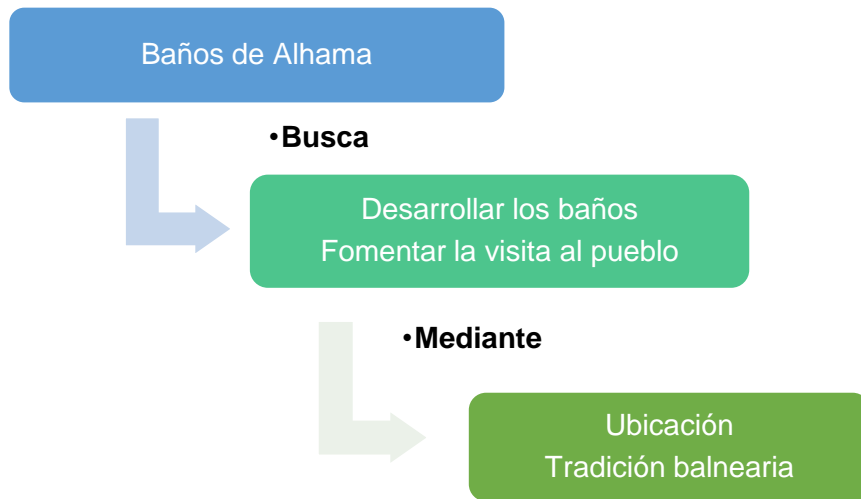 Baños de Alhama
•Busca
Desarrollar los baños
Fomentar la visita al pueblo
•Mediante
Ubicación
Tradición balnearia